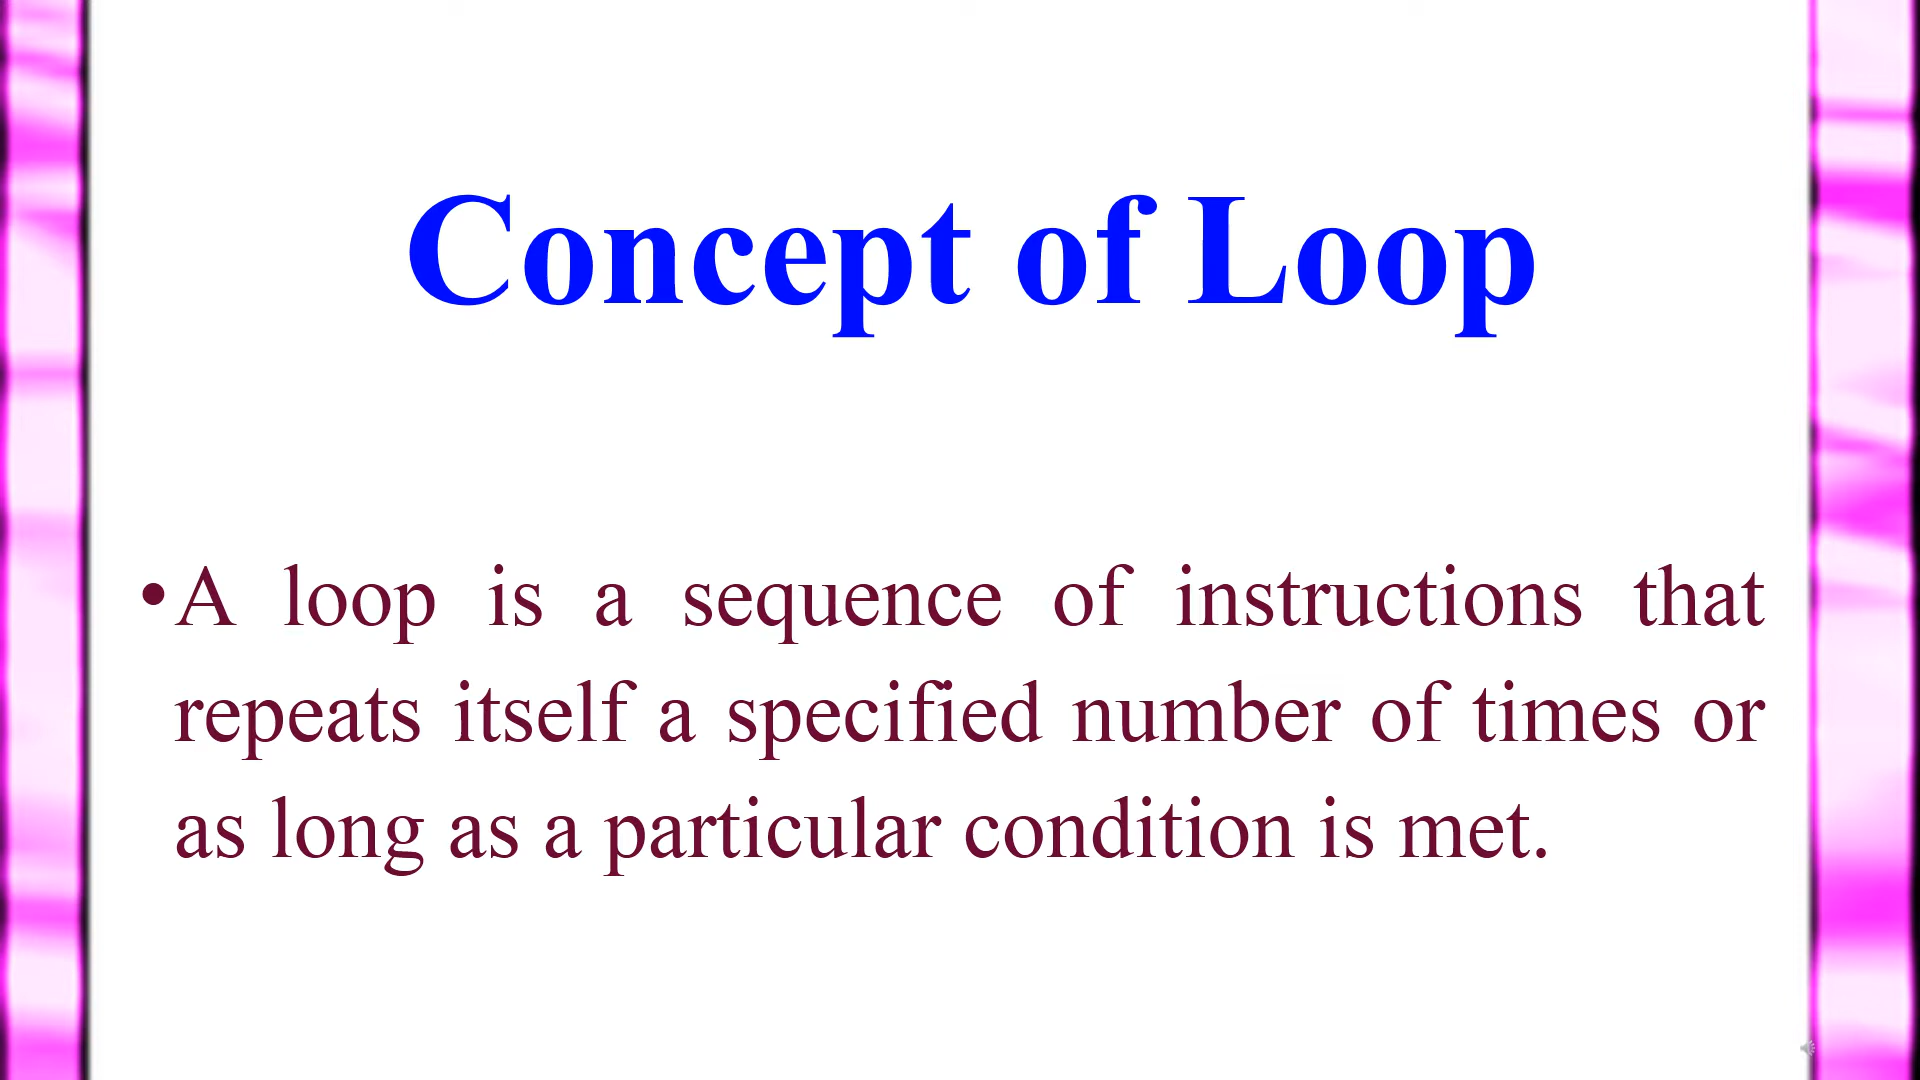 Concept of Loop
•A loop is a sequence of instructions that
repeats itself a specified number of times or
as long as a particular condition is met.